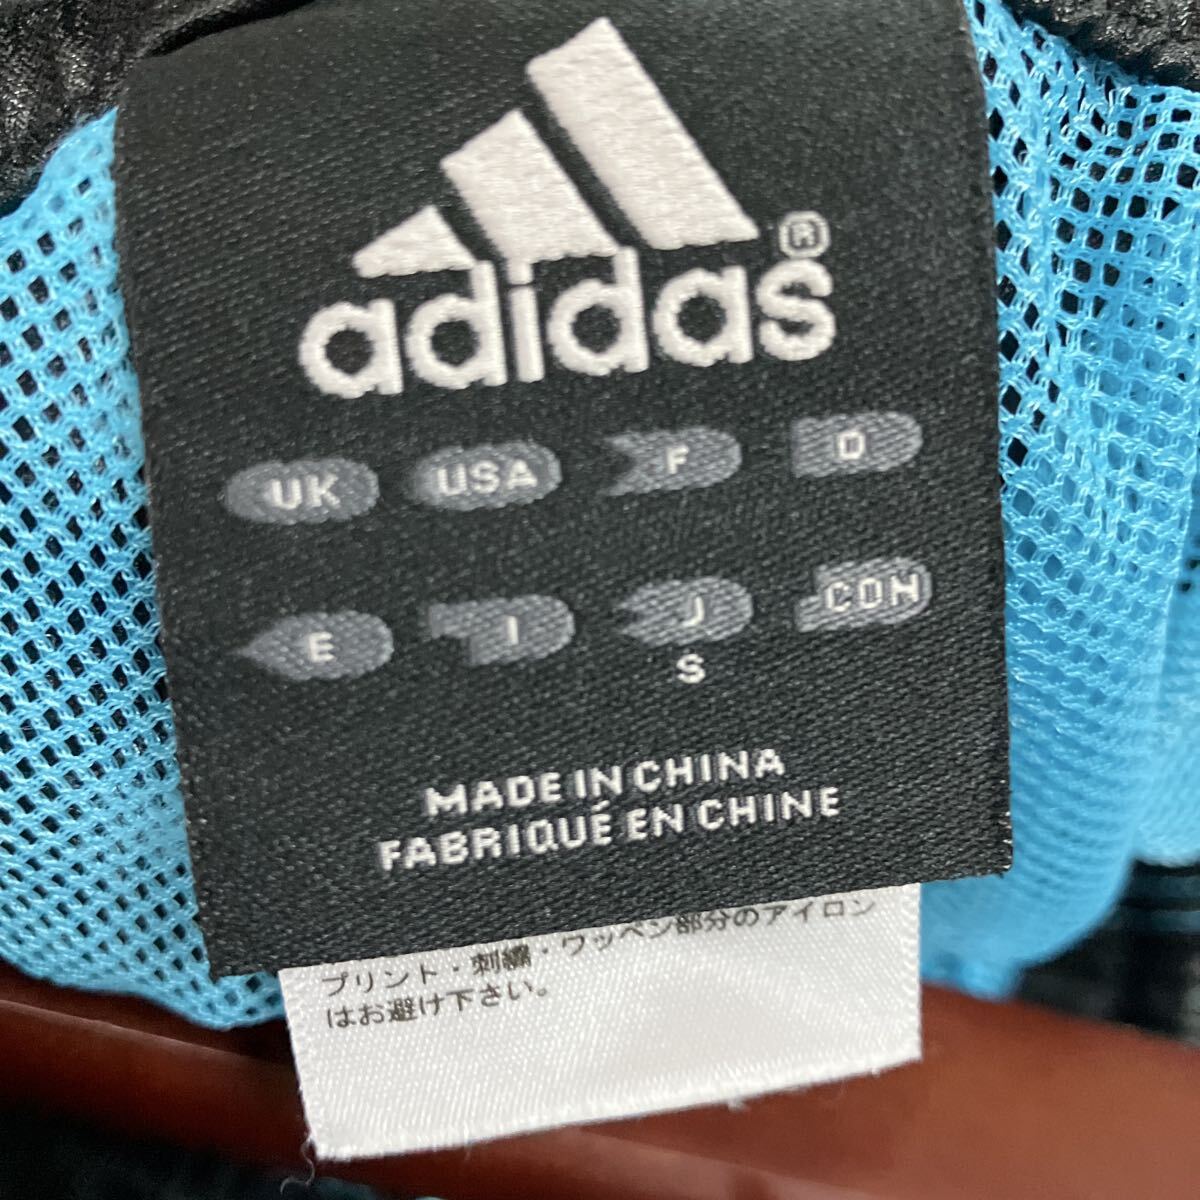 adidas®
UK USA F D
E I J CDN
S
MADE IN CHINA
FABRIQUÉ EN CHINE
プリント・刺繍・ワッペン部分のアイロン
はお避け下さい。